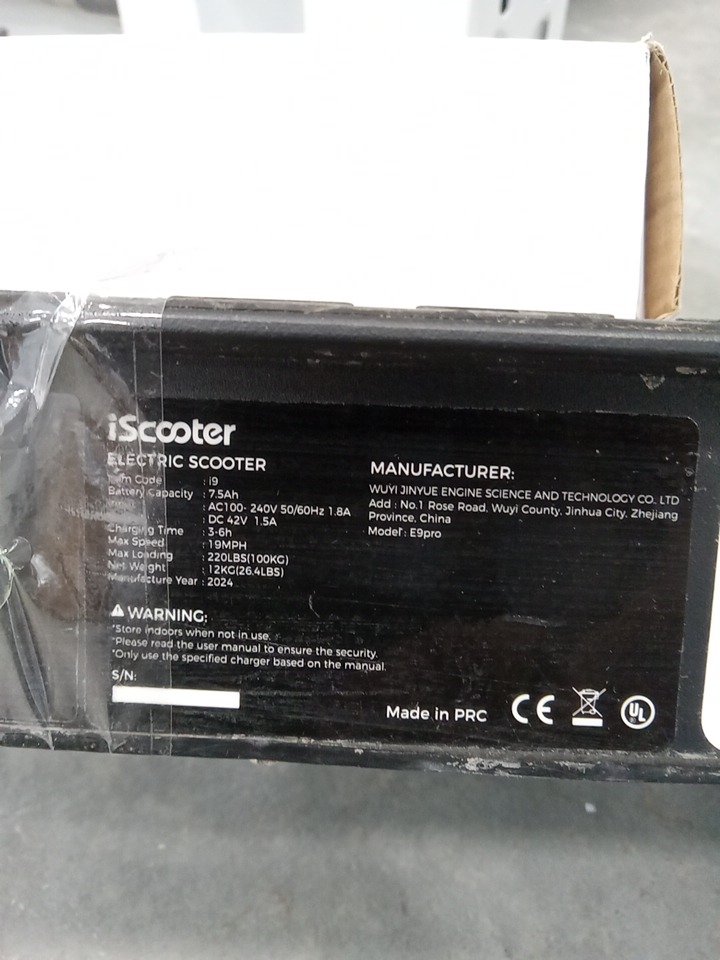 iScooter
ELECTRIC SCOOTER
Item Code : i9
Battery Capacity : 7.5Ah
: AC100- 240V 50/60Hz 1.8A
: DC 42V 1.5A
Charging Time : 3-6h
Max Speed : 19MPH
Max Loading : 220LBS(100KG)
Net Weight : 12KG(26.4LBS)
Manufacture Year : 2024
WARNING:
*Store indoors when not in use.
*Please read the user manual to ensure the security.
*Only use the specified charger based on the manual.
S/N:
MANUFACTURER:
WUYI JINYUE ENGINE SCIENCE AND TECHNOLOGY CO. LTD
Add : No.1 Rose Road, Wuyi County, Jinhua City, Zhejiang
Province, China
Model : E9pro
Made in PRC
CE
UL